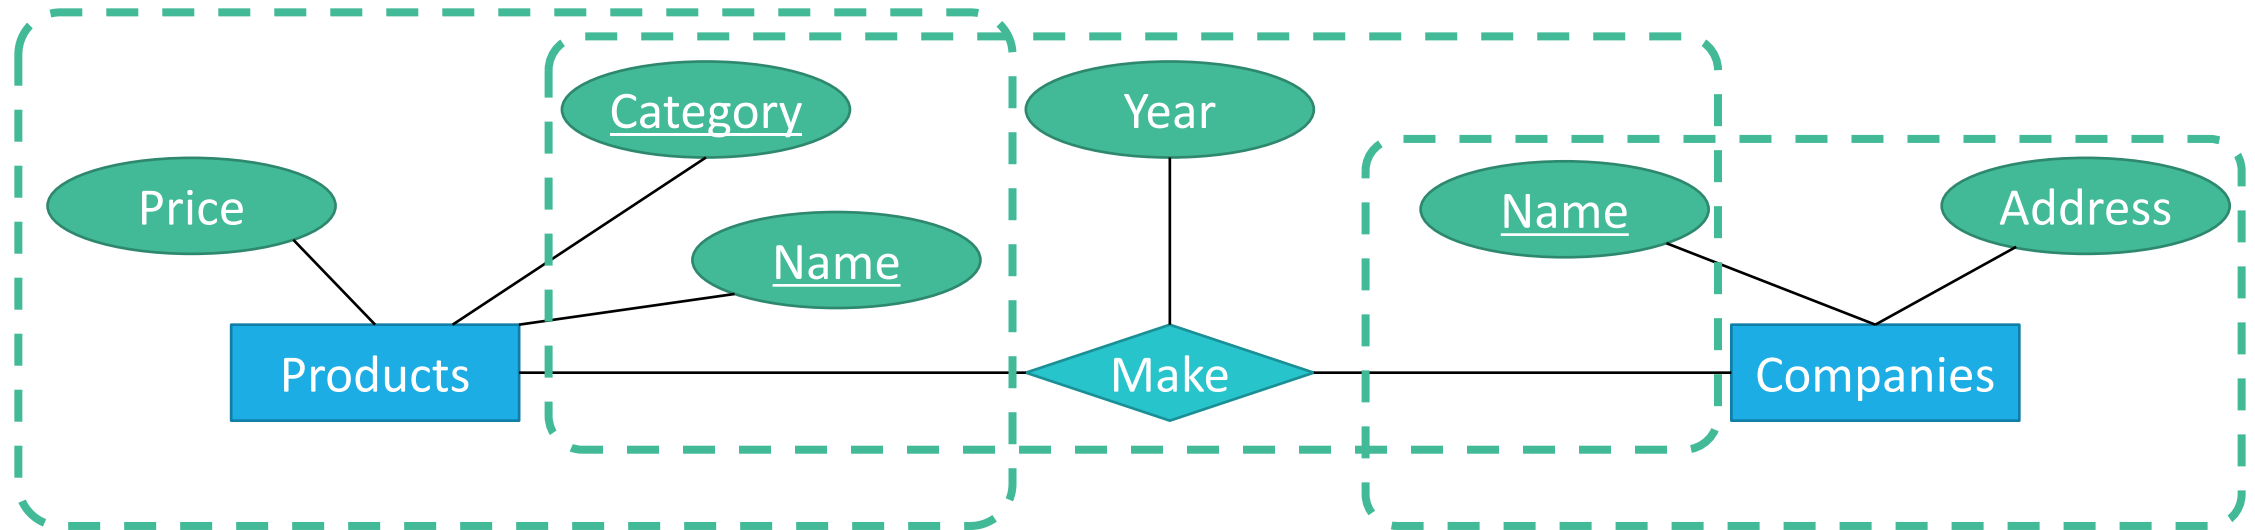 Category
Year
Price
Name
Address
Name
Products
Make
Companies